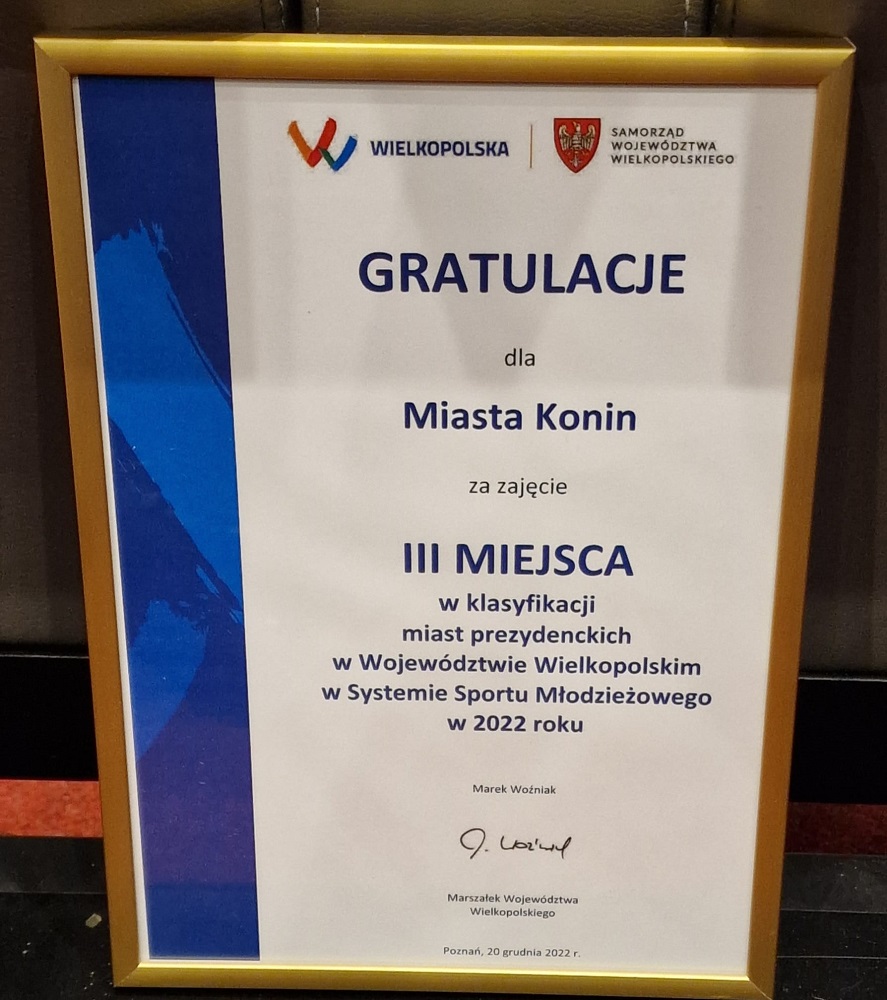 WIELKOPOLSKA
SAMORZĄD
WOJEWÓDZTWA
WIELKOPOLSKIEGO
GRATULACJE
dla
Miasta Konin
za zajęcie
III MIEJSCA
w klasyfikacji
miast prezydenckich
w Województwie Wielkopolskim
w Systemie Sportu Młodzieżowego
w 2022 roku
Marek Woźniak
Marszałek Województwa
Wielkopolskiego
Poznań, 20 grudnia 2022 r.